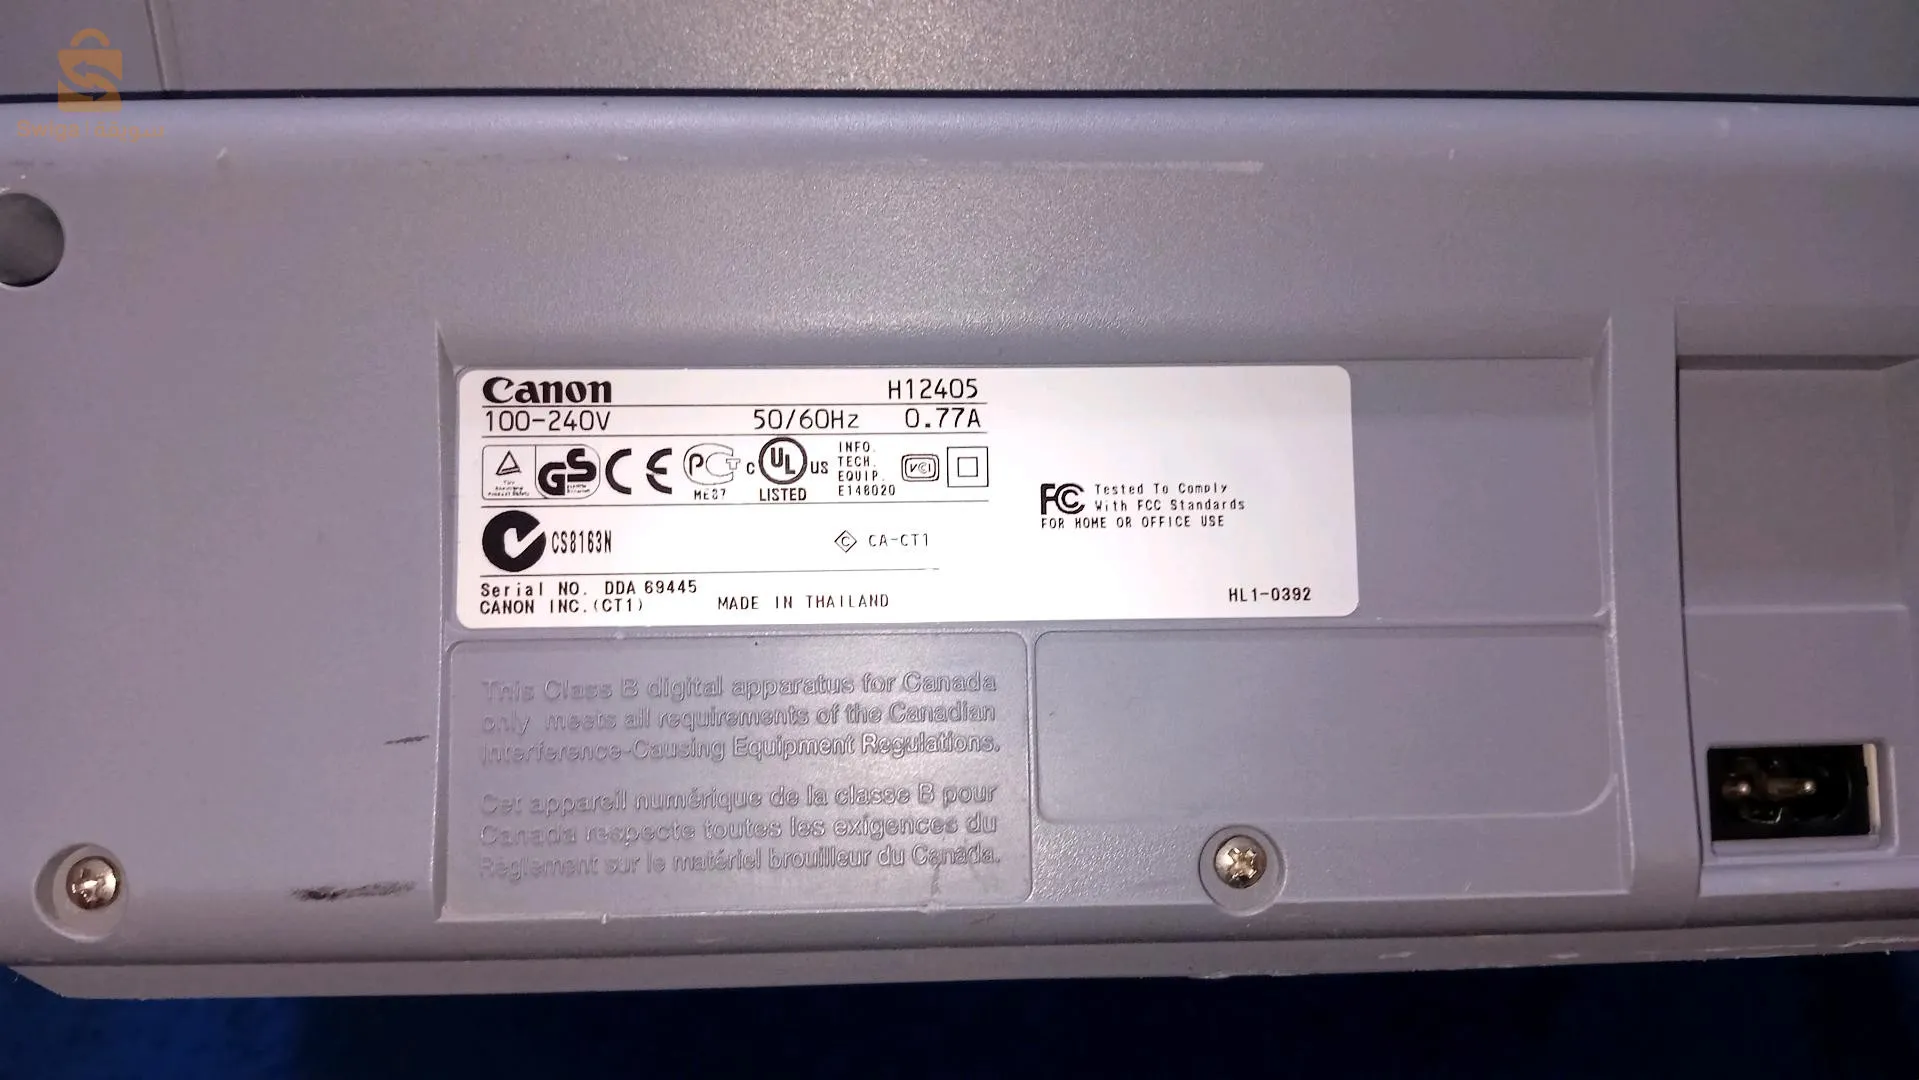 Canon H12405
100-240V 50/60Hz 0.77A
GS CE PG c UL US INFO. TECH. EQUIP. E146020 VCI
ME27 LISTED
CS8163N C CA-CT1
Serial NO. DDA 69445
CANON INC.(CT1) MADE IN THAILAND
FC Tested To Comply
With FCC Standards
FOR HOME OR OFFICE USE
HL1-0392
This Class B digital apparatus for Canada
only meets all requirements of the Canadian
Interference-Causing Equipment Regulations.
Cet appareil numérique de la classe B pour
Canada respecte toutes les exigences du
Règlement sur le matériel brouilleur du Canada.